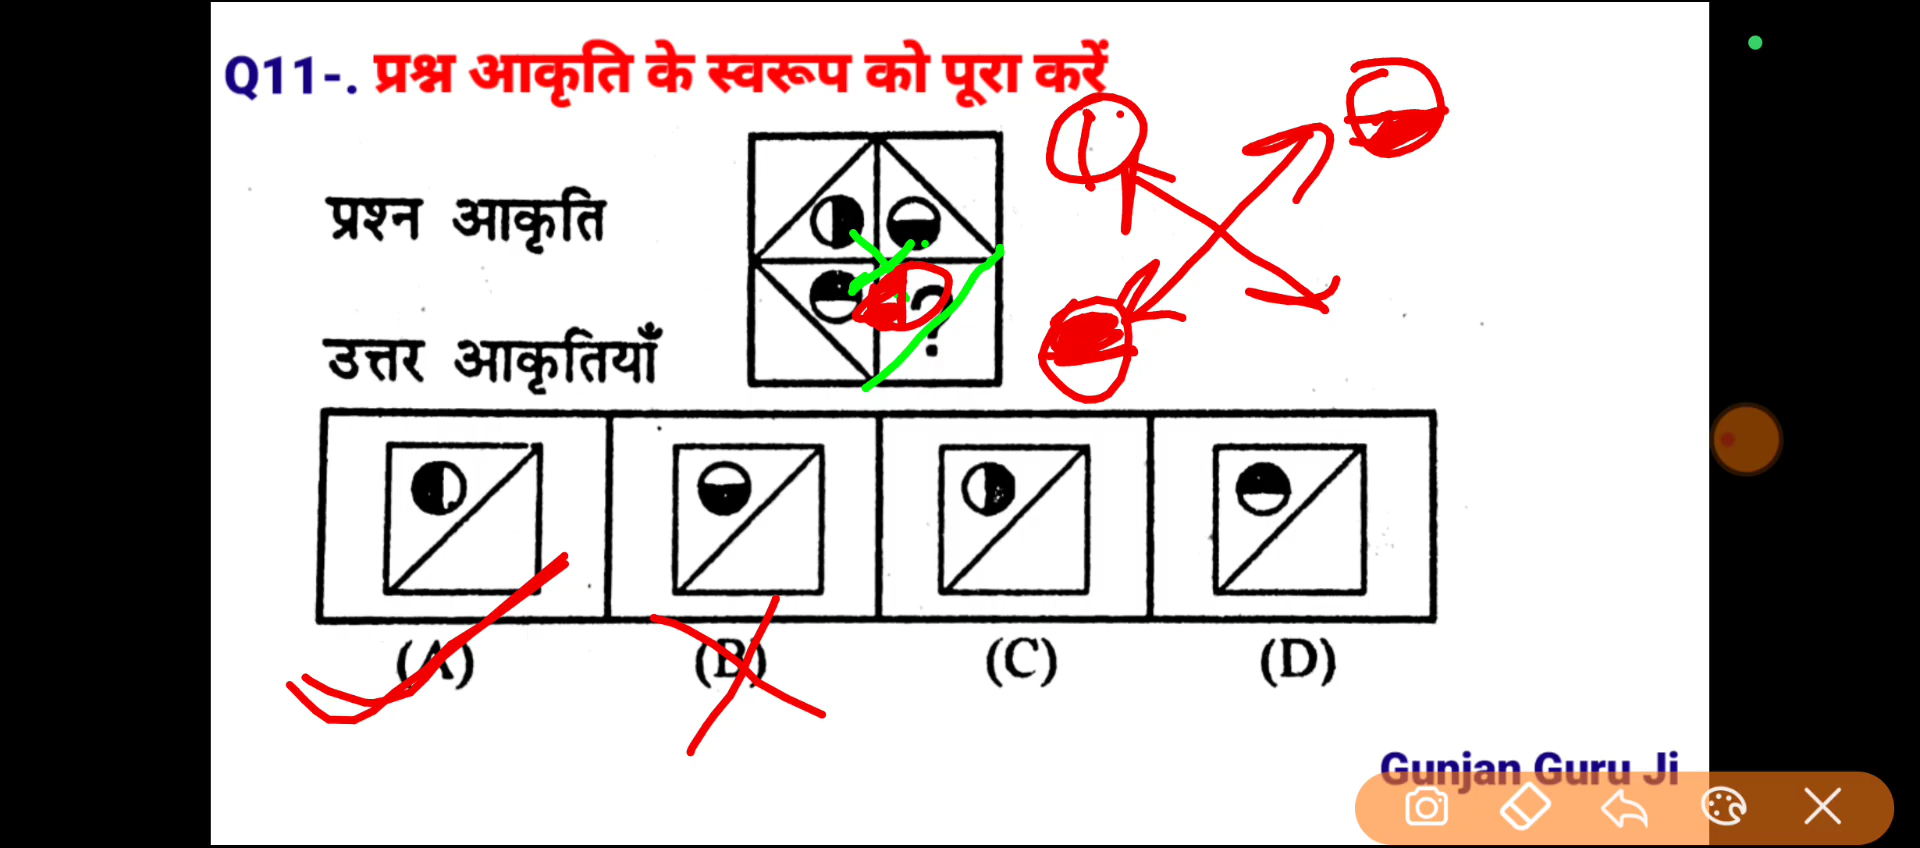 Q11-. प्रश्न आकृति के स्वरूप को पूरा करें
प्रश्न आकृति
?
उत्तर आकृतियाँ
(A) (B) (C) (D)
Gunjan Guru Ji